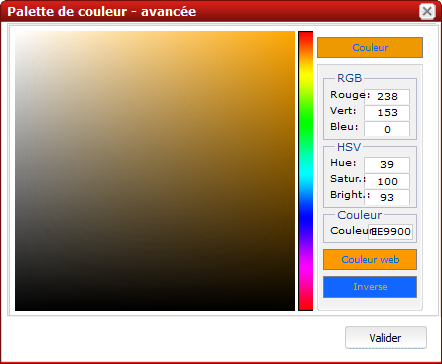 Palette de couleur - avancée
Couleur
RGB
Rouge: 238
Vert: 153
Bleu: 0
HSV
Hue: 39
Satur.: 100
Bright.: 93
Couleur
Couleur EE9900
Couleur web
Inverse
Valider